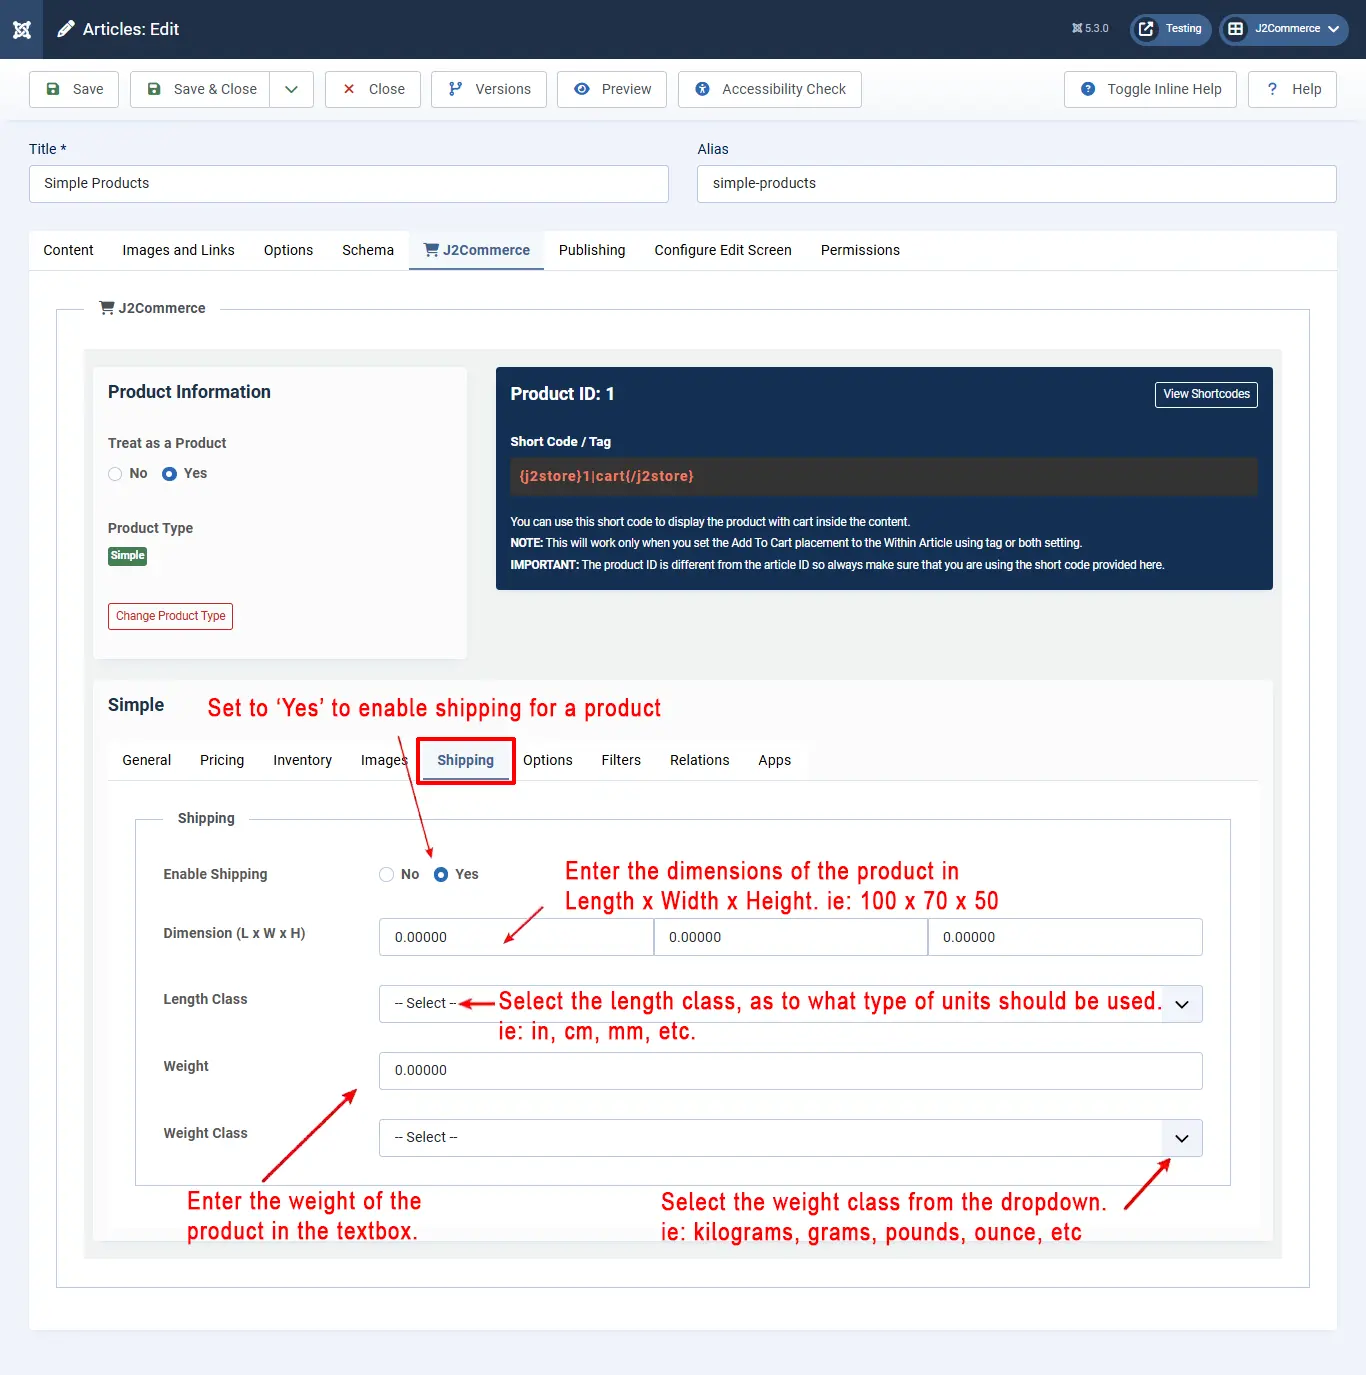 Articles: Edit
5.3.0
Testing
J2Commerce
Save
Save & Close
Close
Versions
Preview
Accessibility Check
Toggle Inline Help
? Help
Title *
Alias
Simple Products
simple-products
Content
Images and Links
Options
Schema
J2Commerce
Publishing
Configure Edit Screen
Permissions
J2Commerce
Product Information
Treat as a Product
No
Yes
Product Type
Simple
Change Product Type
Product ID: 1
View Shortcodes
Short Code / Tag
{j2store}1|cart{/j2store}
You can use this short code to display the product with cart inside the content.
NOTE: This will work only when you set the Add To Cart placement to the Within Article using tag or both setting.
IMPORTANT: The product ID is different from the article ID so always make sure that you are using the short code provided here.
Simple
Set to ‘Yes’ to enable shipping for a product
General
Pricing
Inventory
Images
Shipping
Options
Filters
Relations
Apps
Shipping
Enable Shipping
No
Yes
Enter the dimensions of the product in
Length x Width x Height. ie: 100 x 70 x 50
Dimension (L x W x H)
0.00000
0.00000
0.00000
Length Class
-- Select --
Select the length class, as to what type of units should be used.
ie: in, cm, mm, etc.
Weight
0.00000
Weight Class
-- Select --
Enter the weight of the
product in the textbox.
Select the weight class from the dropdown.
ie: kilograms, grams, pounds, ounce, etc